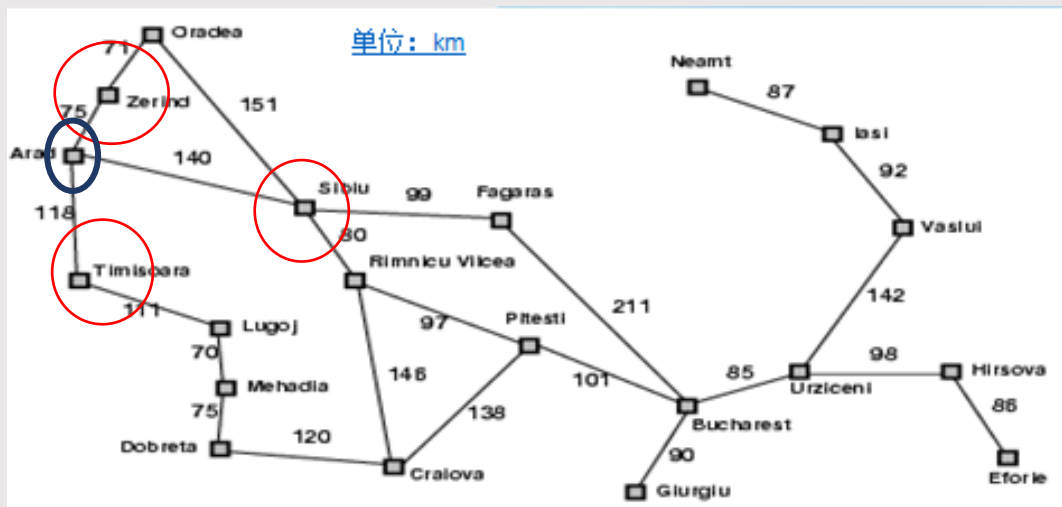 Oradea
单位：km
71
Neamt
87
Zerind
75
151
Iasi
Arad
140
92
Sibiu
99
Fagaras
118
80
Vaslui
Timisoara
Rimnicu Vilcea
111
142
Lugoj
97
Pitesti
211
70
98
Hirsova
146
85
Mehadia
101
Urziceni
75
138
86
Bucharest
Dobreta
120
90
Craiova
Eforie
Giurgiu